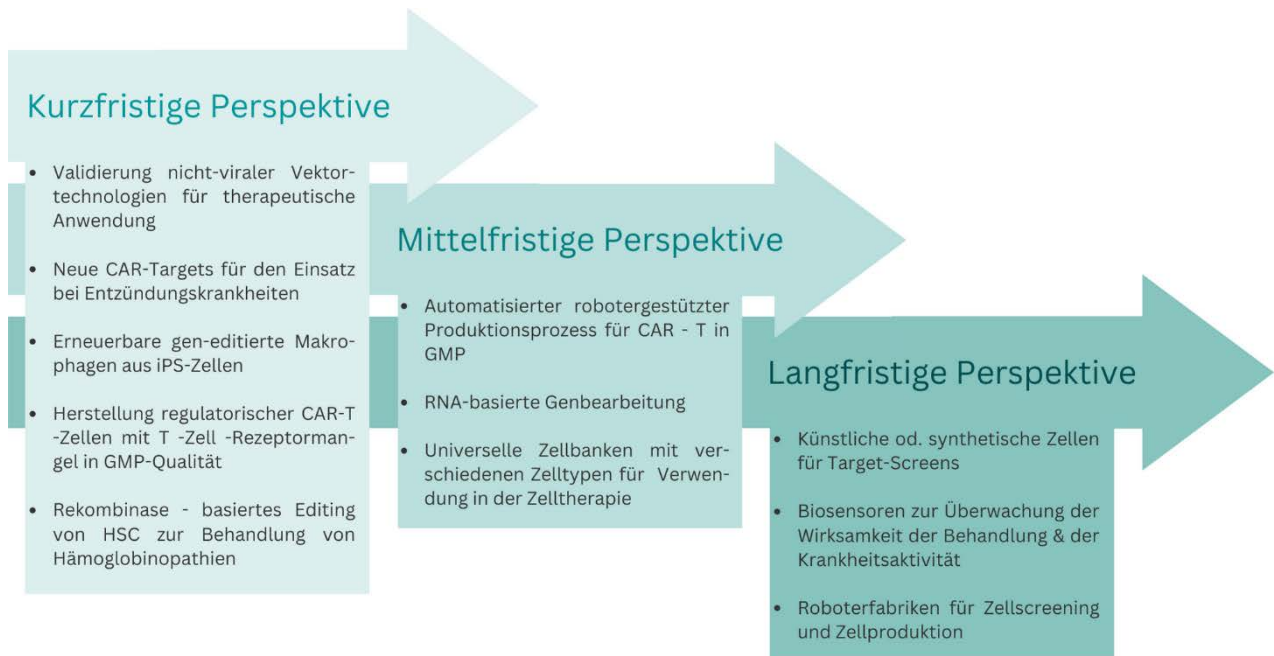 Kurzfristige Perspektive
• Validierung nicht-viraler Vektor-
technologien für therapeutische
Anwendung
• Neue CAR-Targets für den Einsatz
bei Entzündungskrankheiten
• Erneuerbare gen-editierte Makro-
phagen aus iPS-Zellen
• Herstellung regulatorischer CAR-T
-Zellen mit T -Zell -Rezeptorman-
gel in GMP-Qualität
• Rekombinase - basiertes Editing
von HSC zur Behandlung von
Hämoglobinopathien
Mittelfristige Perspektive
• Automatisierter robotergestützter
Produktionsprozess für CAR - T in
GMP
• RNA-basierte Genbearbeitung
• Universelle Zellbanken mit ver-
schiedenen Zelltypen für Verwen-
dung in der Zelltherapie
Langfristige Perspektive
• Künstliche od. synthetische Zellen
für Target-Screens
• Biosensoren zur Überwachung der
Wirksamkeit der Behandlung & der
Krankheitsaktivität
• Roboterfabriken für Zellscreening
und Zellproduktion